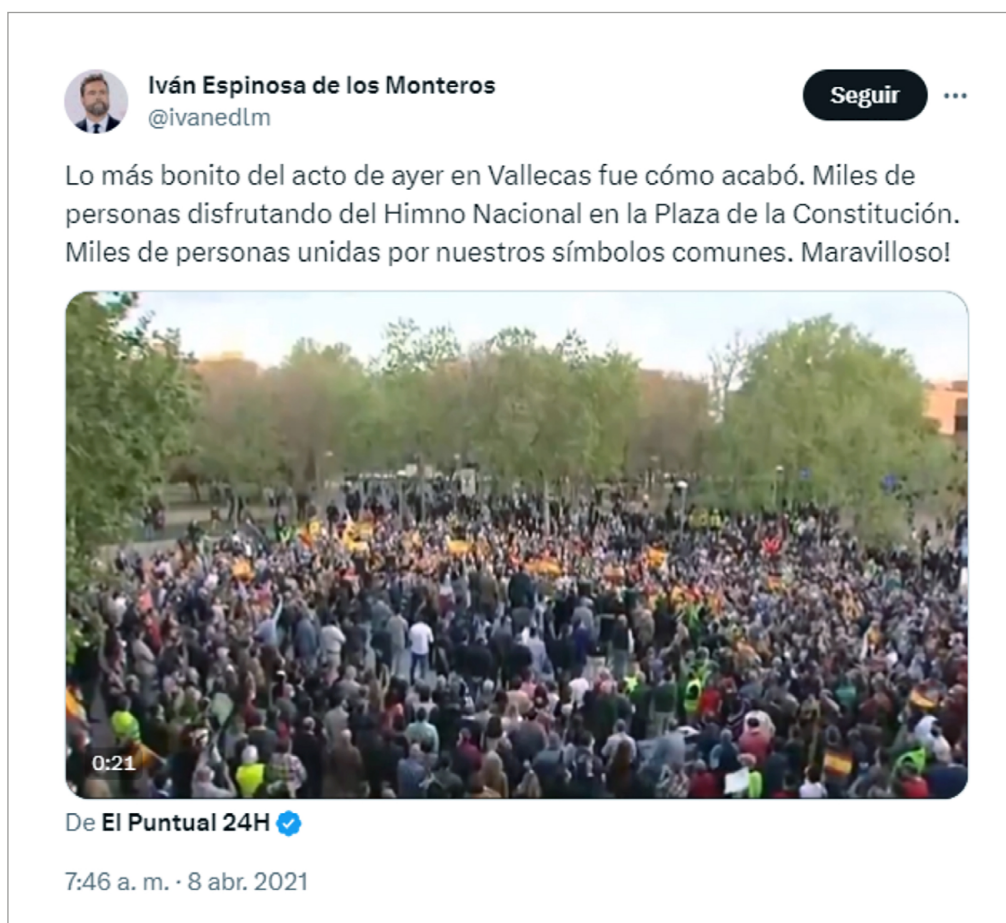 Iván Espinosa de los Monteros
@ivanedlm
Seguir
Lo más bonito del acto de ayer en Vallecas fue cómo acabó. Miles de
personas disfrutando del Himno Nacional en la Plaza de la Constitución.
Miles de personas unidas por nuestros símbolos comunes. Maravilloso!
0:21
De El Puntual 24H
7:46 a. m. · 8 abr. 2021